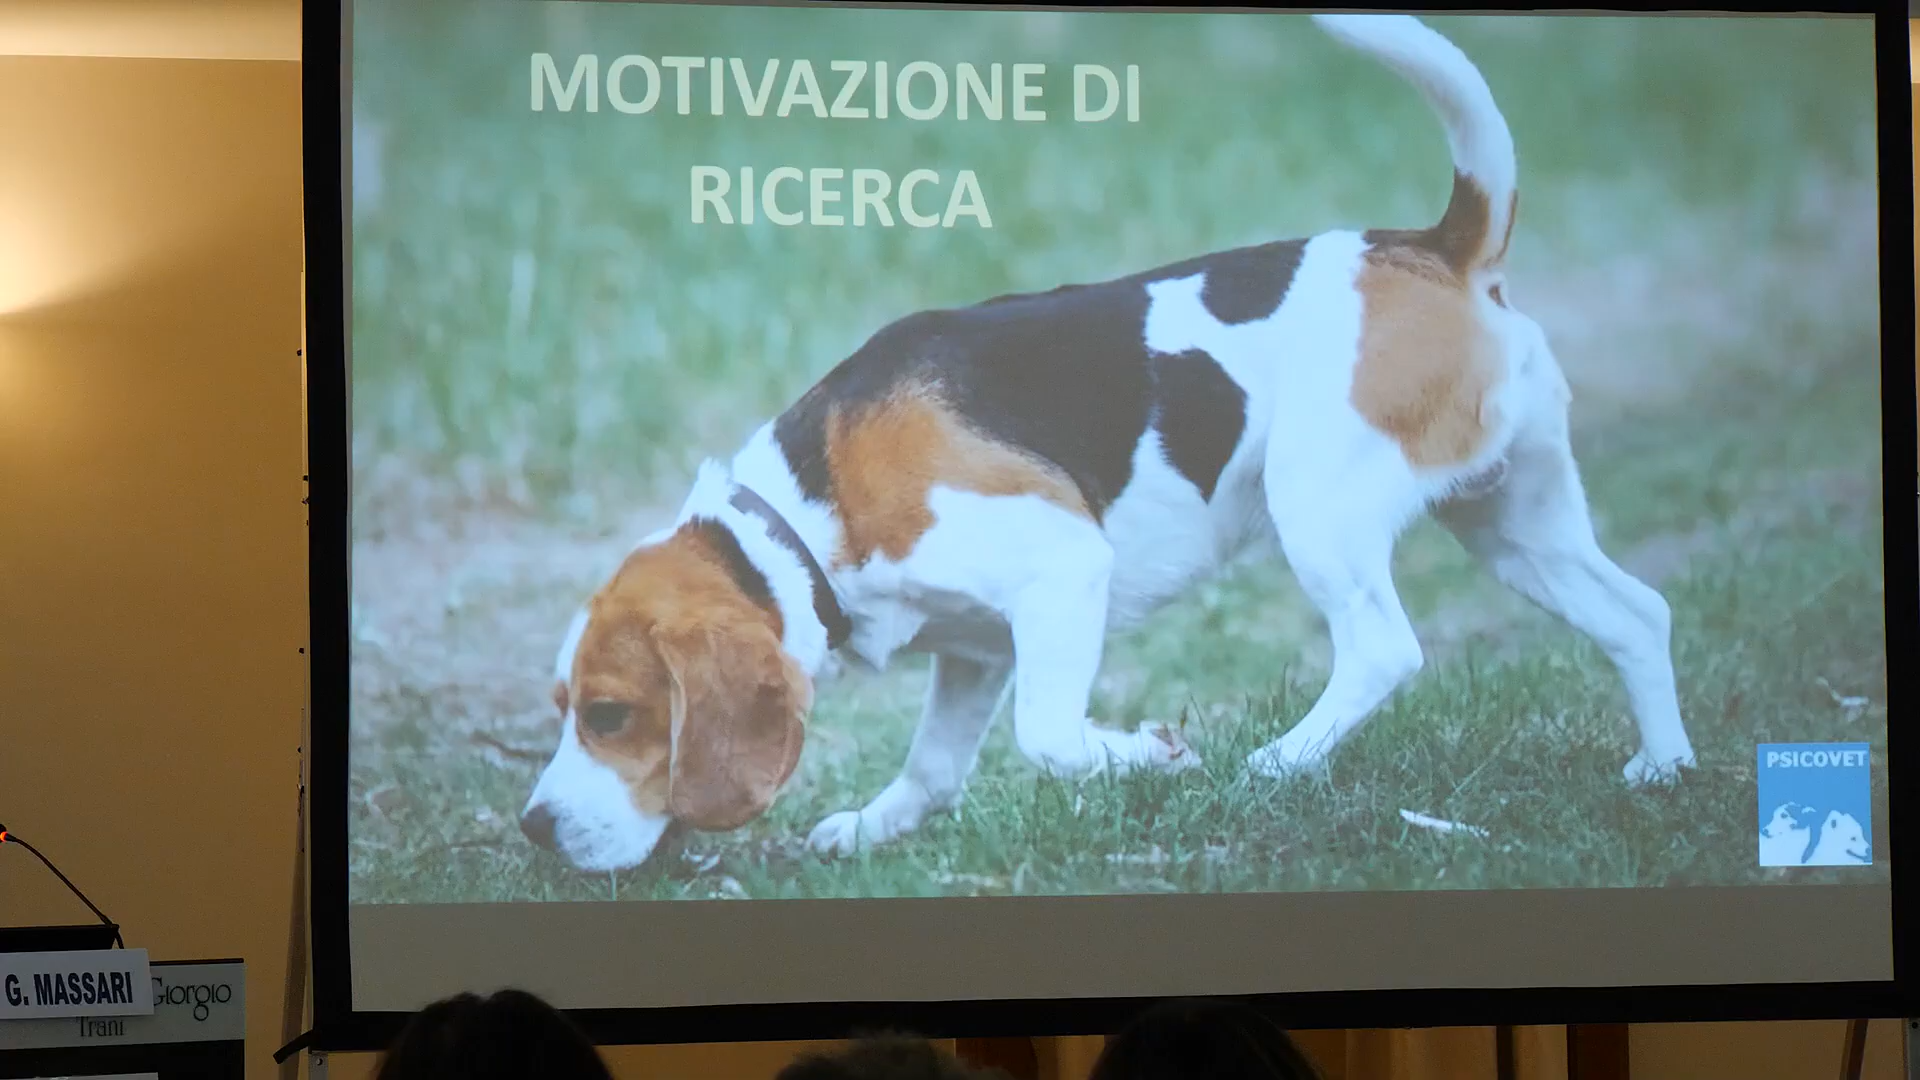 MOTIVAZIONE DI
RICERCA
PSICOVET
G. MASSARI
Giorgio
Trani